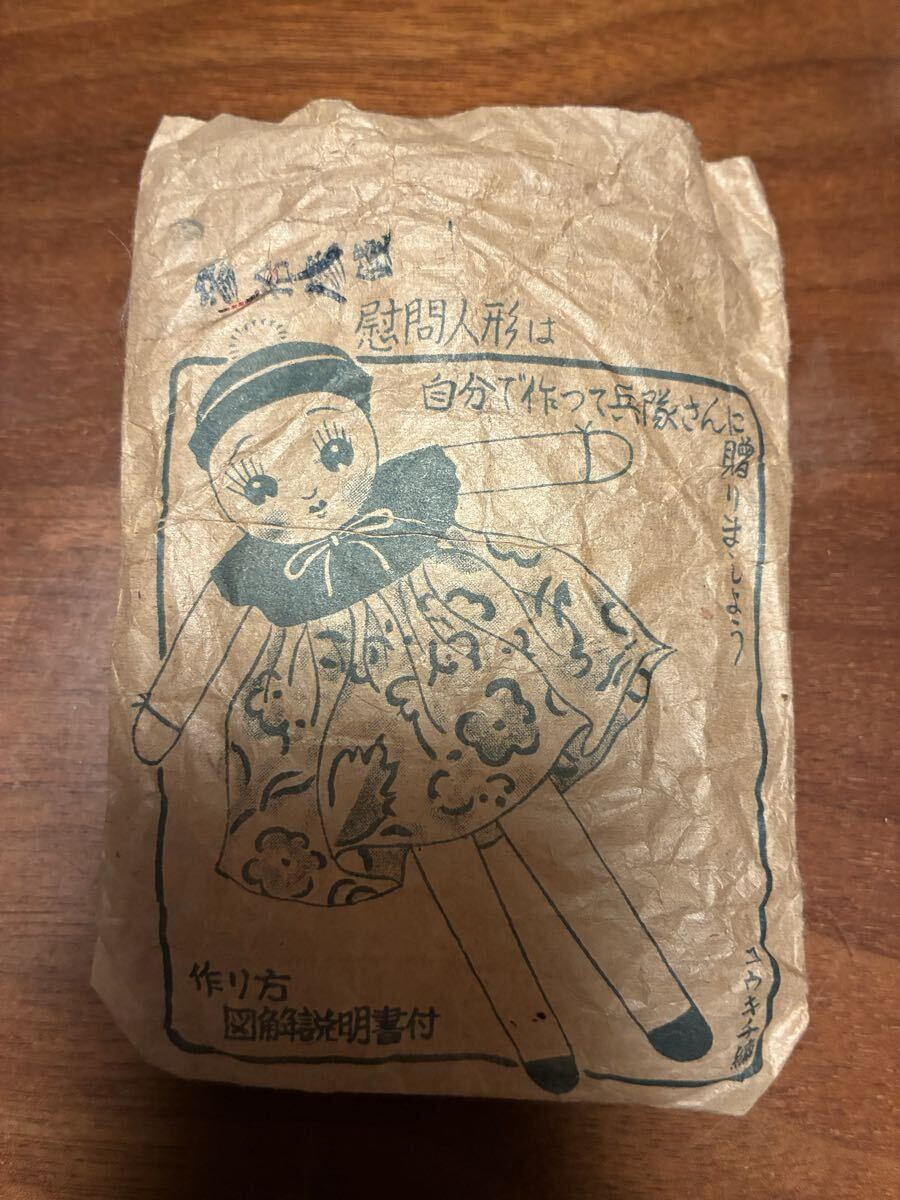 慰問人形は
自分で作つて兵隊さんに
贈りましょう
作り方
図解説明書付